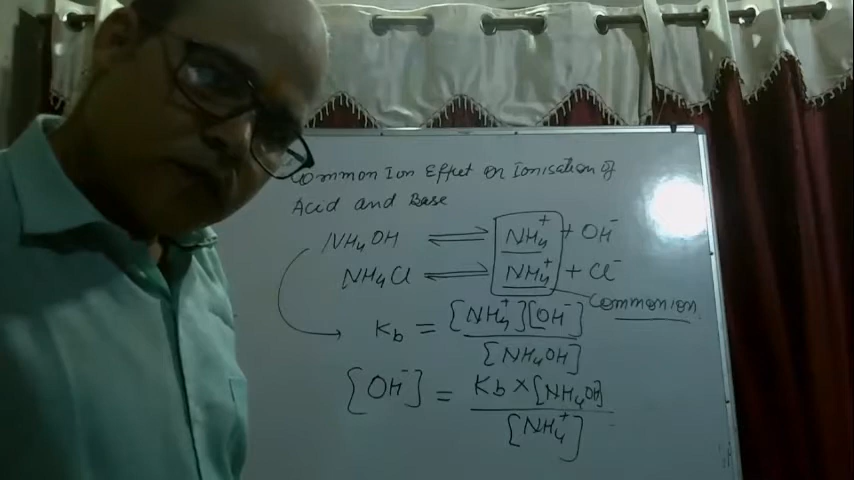 Common Ion Effect on Ionisation of
Acid and Base
NH₄OH ⇌ NH₄⁺ + OH⁻
NH₄Cl ⇌ NH₄⁺ + Cl⁻
Common ion
Kb = [NH₄⁺][OH⁻] / [NH₄OH]
[OH⁻] = Kb × [NH₄OH] / [NH₄⁺]